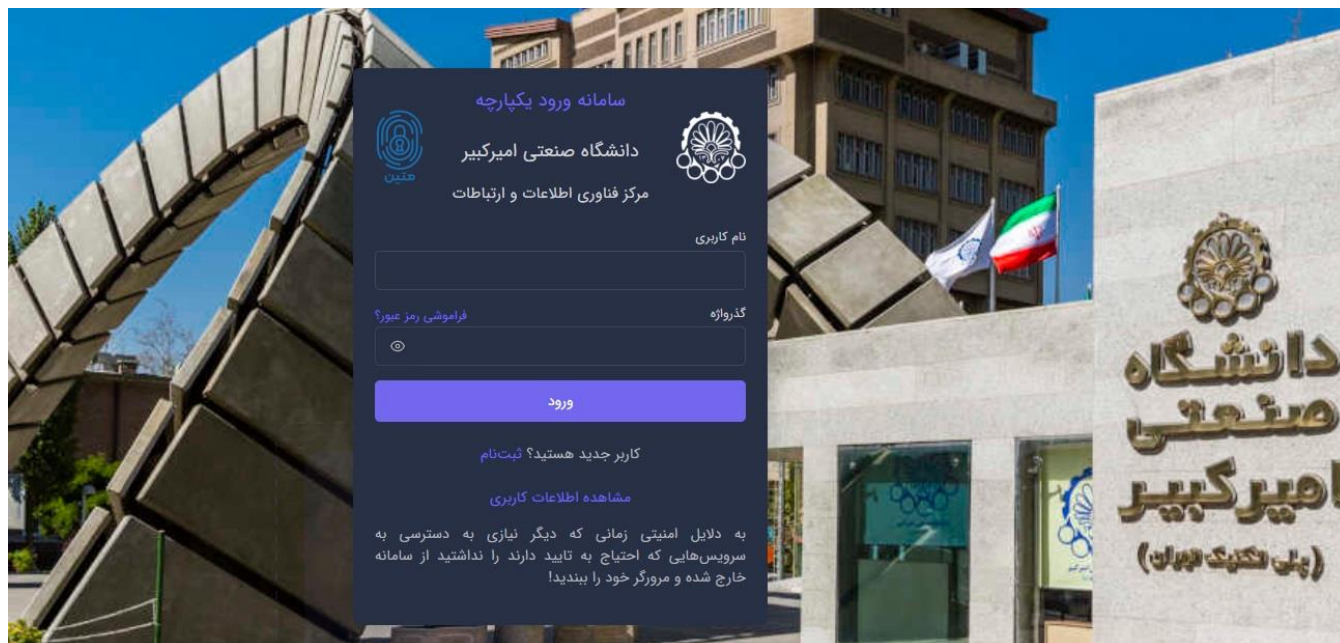 سامانه ورود یکپارچه
دانشگاه صنعتی امیرکبیر
متین
مرکز فناوری اطلاعات و ارتباطات
نام کاربری
گذرواژه
فراموشی رمز عبور؟
ورود
کاربر جدید هستید؟ ثبت‌نام
مشاهده اطلاعات کاربری
به دلایل امنیتی زمانی که دیگر نیازی به دسترسی به
سرویس‌هایی که احتیاج به تایید دارند را نداشتید از سامانه
خارج شده و مرورگر خود را ببندید!
دانشگاه
صنعتی
امیرکبیر
(پلی تکنیک تهران)